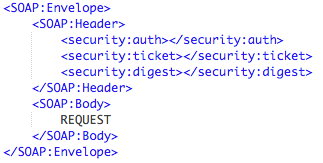 <SOAP:Envelope>
<SOAP:Header>
<security:auth></security:auth>
<security:ticket></security:ticket>
<security:digest></security:digest>
</SOAP:Header>
<SOAP:Body>
REQUEST
</SOAP:Body>
</SOAP:Envelope>